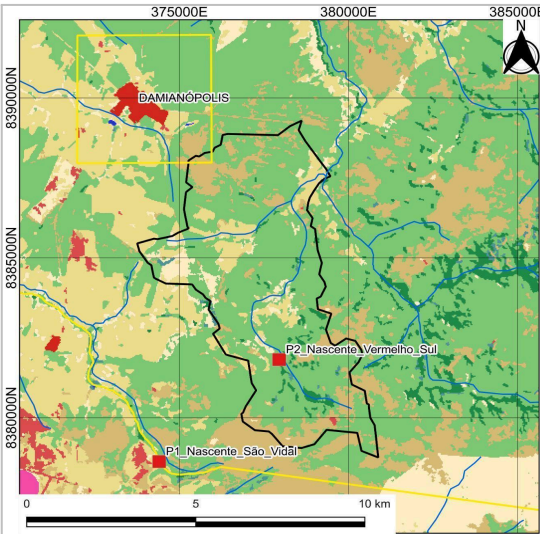 375000E 380000E 385000E
N
8390000N
DAMIANÓPOLIS
8385000N
P2_Nascente_Vermelho_Sul
8380000N
P1_Nascente_São_Vidal
0 5 10 km